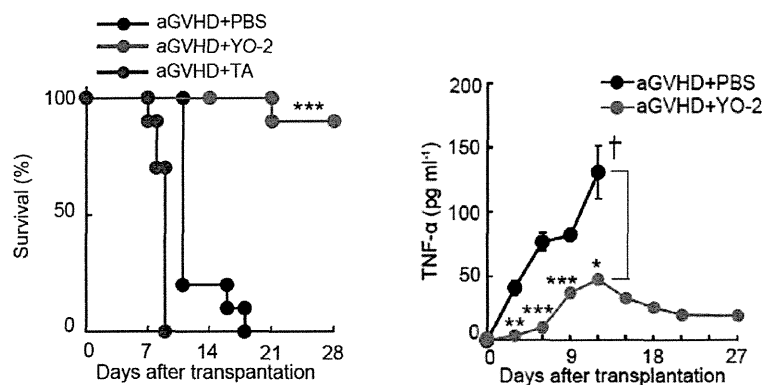 aGVHD+PBS
aGVHD+YO-2
aGVHD+TA
100
50
0
Survival (%)
***
0 7 14 21 28
Days after transpantation
aGVHD+PBS
aGVHD+YO-2
200
150
100
50
0
TNF-α (pg ml-1)
†
** *** *** *
0 9 18 27
Days after transplantation